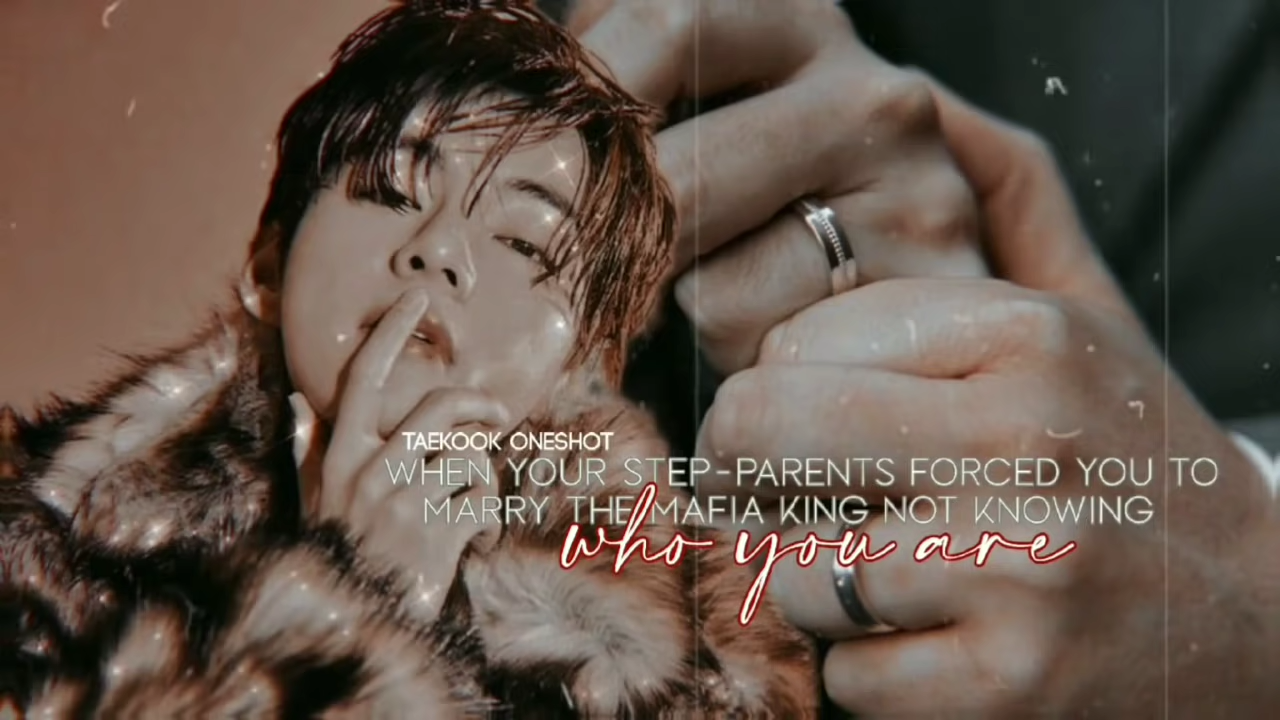 TAEKOOK ONESHOT
WHEN YOUR STEP-PARENTS FORCED YOU TO
MARRY THE MAFIA KING NOT KNOWING
who you are